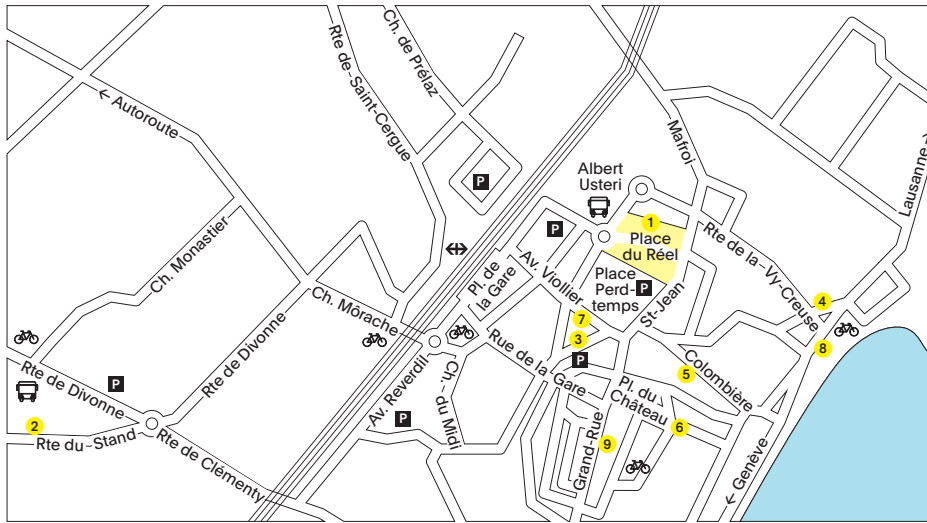 Ch. de Prélaz
Rte de-Saint-Cergue
← Autoroute
Mafroi
Lausanne →
Albert
Usteri
P
1
P
Place
du Réel
Rte de-la-Vy-Creuse
Ch. Monastier
Pl. de
la Gare
Av. Viollier
Place
Perd-
temps
P
St-Jean
4
Ch. Mörache
7
3
8
Rte de Divonne
Av. Reverdil
Ch.- du Midi
Rue de la Gare
P
Colombière
5
Rte de Divonne
P
Pl. du
Château
2
Rte du-Stand
P
6
Rte de Clémenty
Grand-Rue
9
← Genève